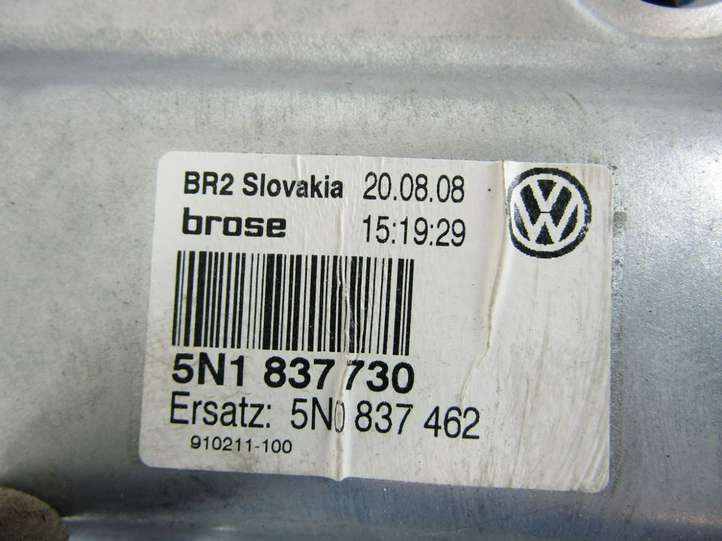 BR2 Slovakia 20.08.08
brose 15:19:29
5N1 837 730
Ersatz: 5N0 837 462
910211-100